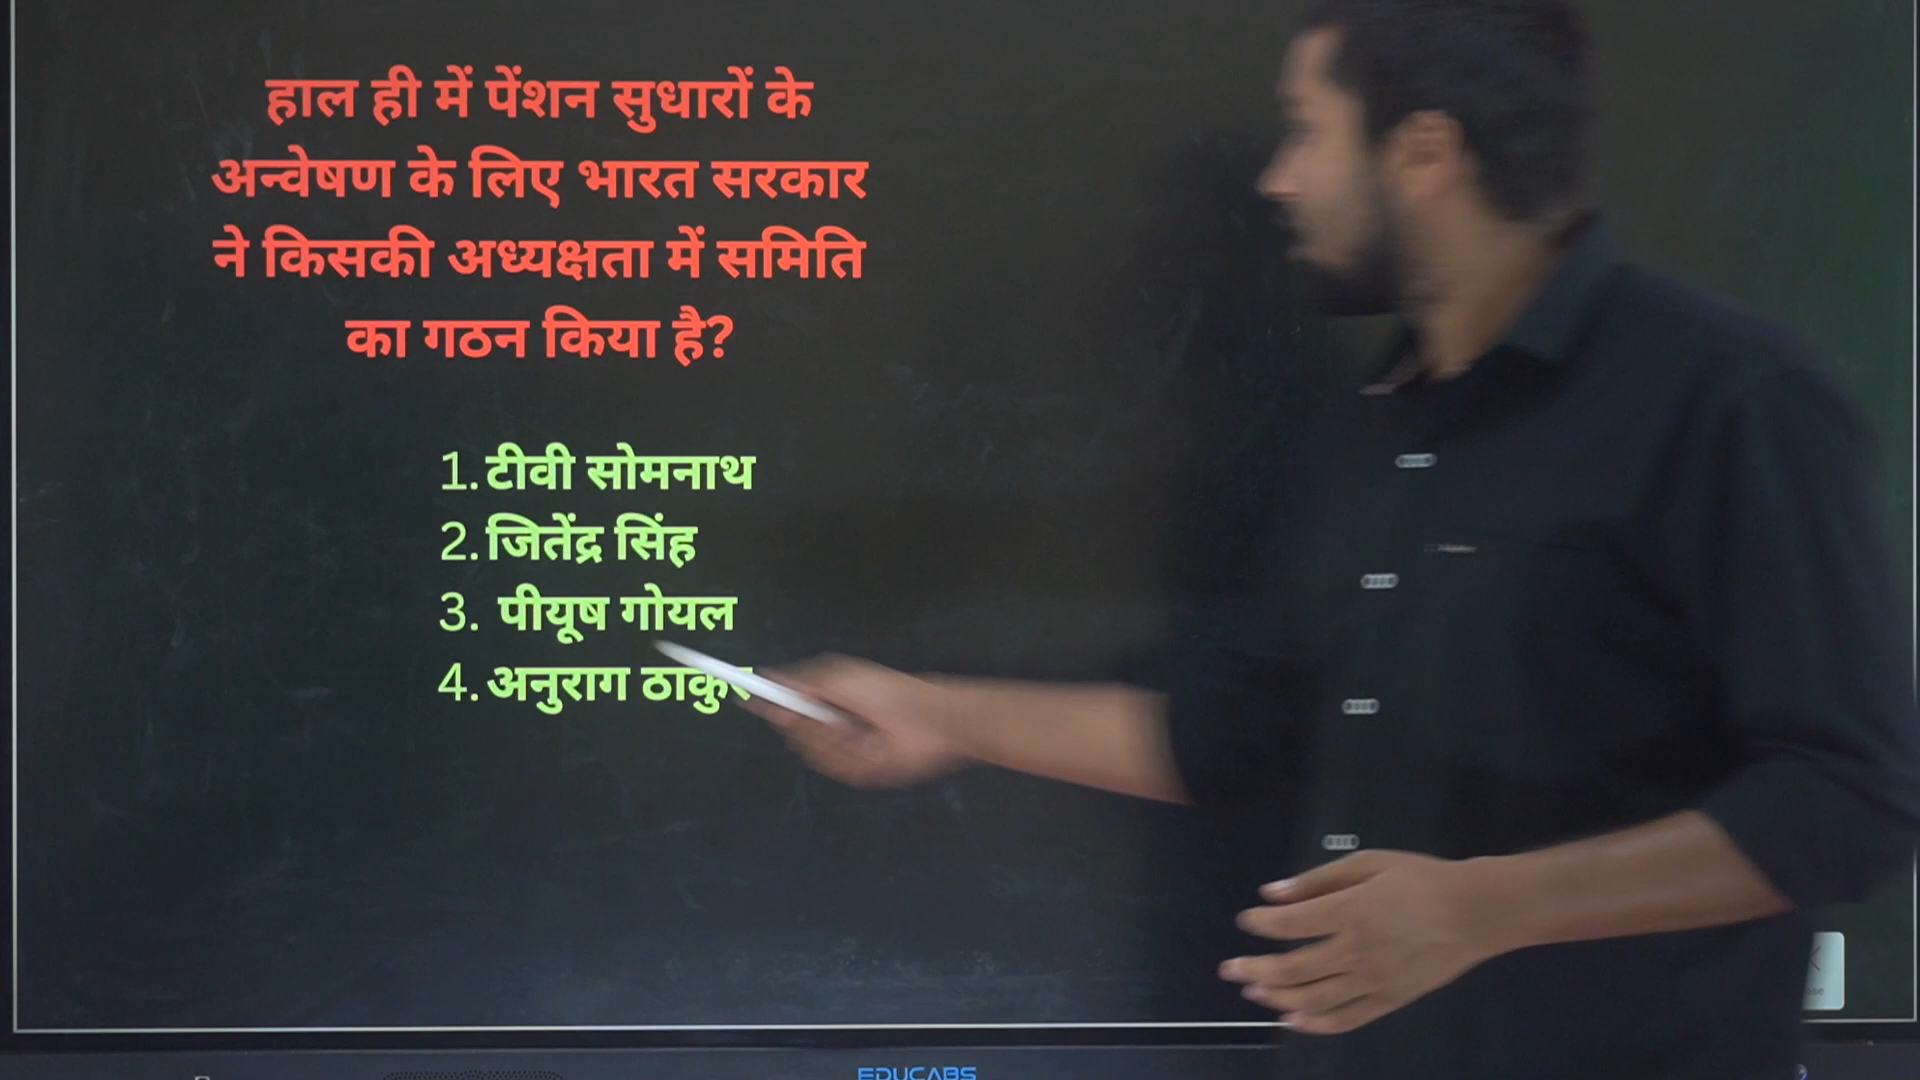 हाल ही में पेंशन सुधारों के
अन्वेषण के लिए भारत सरकार
ने किसकी अध्यक्षता में समिति
का गठन किया है?
1. टीवी सोमनाथ
2. जितेंद्र सिंह
3. पीयूष गोयल
4. अनुराग ठाकुर
EDUCABS